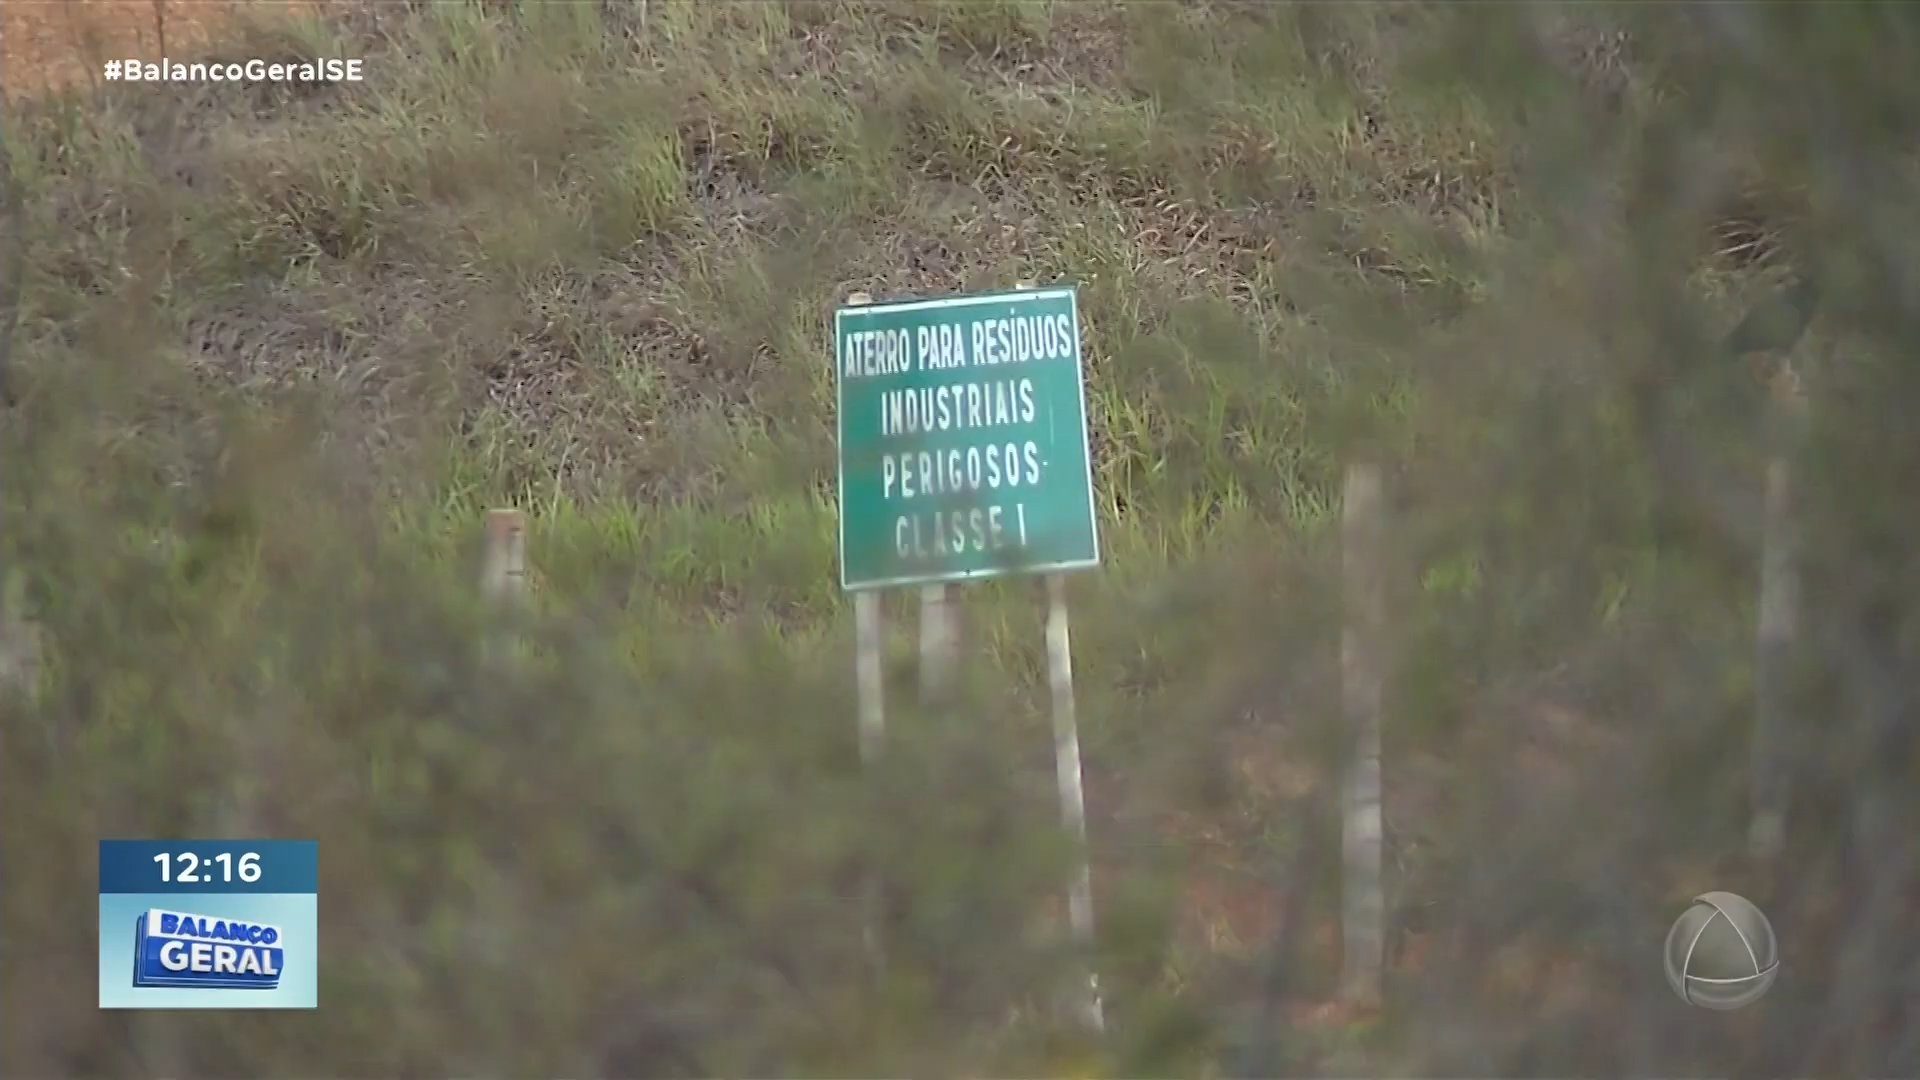 #BalancoGeralSE
ATERRO PARA RESÍDUOS
INDUSTRIAIS
PERIGOSOS-
CLASSE I
12:16
BALANÇO
GERAL